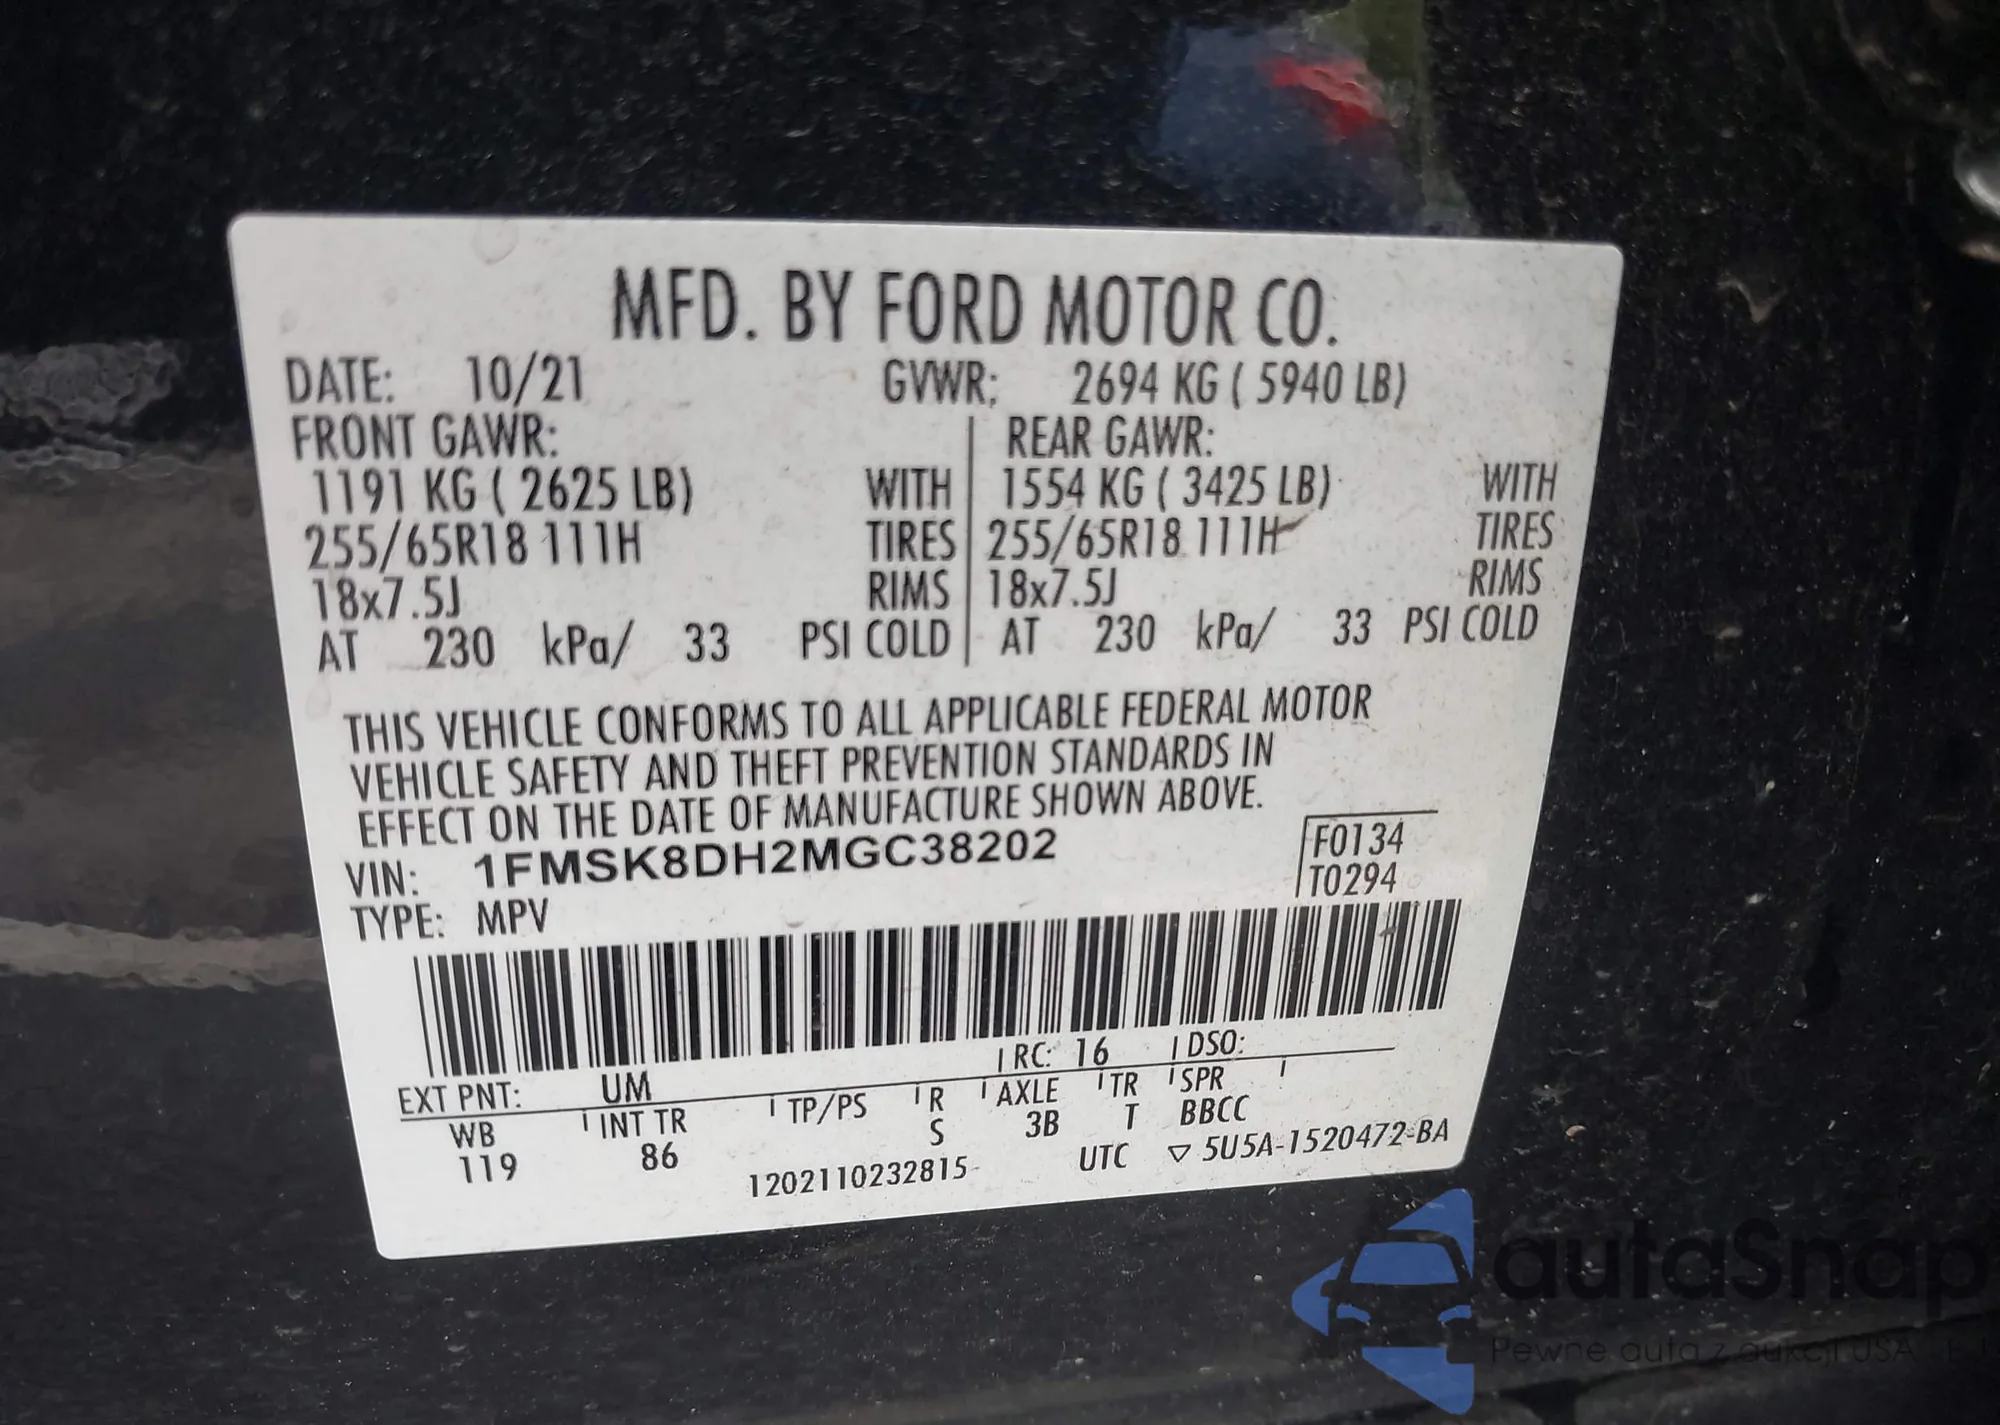 MFD. BY FORD MOTOR CO.
DATE: 10/21 GVWR: 2694 KG ( 5940 LB)
FRONT GAWR: REAR GAWR:
1191 KG ( 2625 LB) WITH 1554 KG ( 3425 LB) WITH
255/65R18 111H TIRES 255/65R18 111H TIRES
18x7.5J RIMS 18x7.5J RIMS
AT 230 kPa/ 33 PSI COLD AT 230 kPa/ 33 PSI COLD
THIS VEHICLE CONFORMS TO ALL APPLICABLE FEDERAL MOTOR
VEHICLE SAFETY AND THEFT PREVENTION STANDARDS IN
EFFECT ON THE DATE OF MANUFACTURE SHOWN ABOVE.
VIN: 1FMSK8DH2MGC38202 F0134
TYPE: MPV T0294
EXT PNT: UM RC: 16 DSO:
WB INT TR TP/PS R AXLE TR SPR
119 86 S 3B T BBCC
1202110232815 UTC ▽ 5U5A-1520472-BA
autaSnap
Pewne auta z aukcji USA